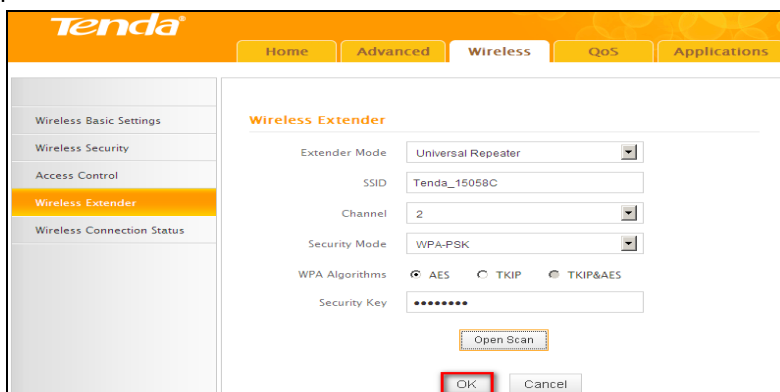 Tenda®
Home Advanced Wireless QoS Applications
Wireless Basic Settings
Wireless Security
Access Control
Wireless Extender
Wireless Connection Status
Wireless Extender
Extender Mode Universal Repeater
SSID Tenda_15058C
Channel 2
Security Mode WPA-PSK
WPA Algorithms AES TKIP TKIP&AES
Security Key ••••••••
Open Scan
OK Cancel